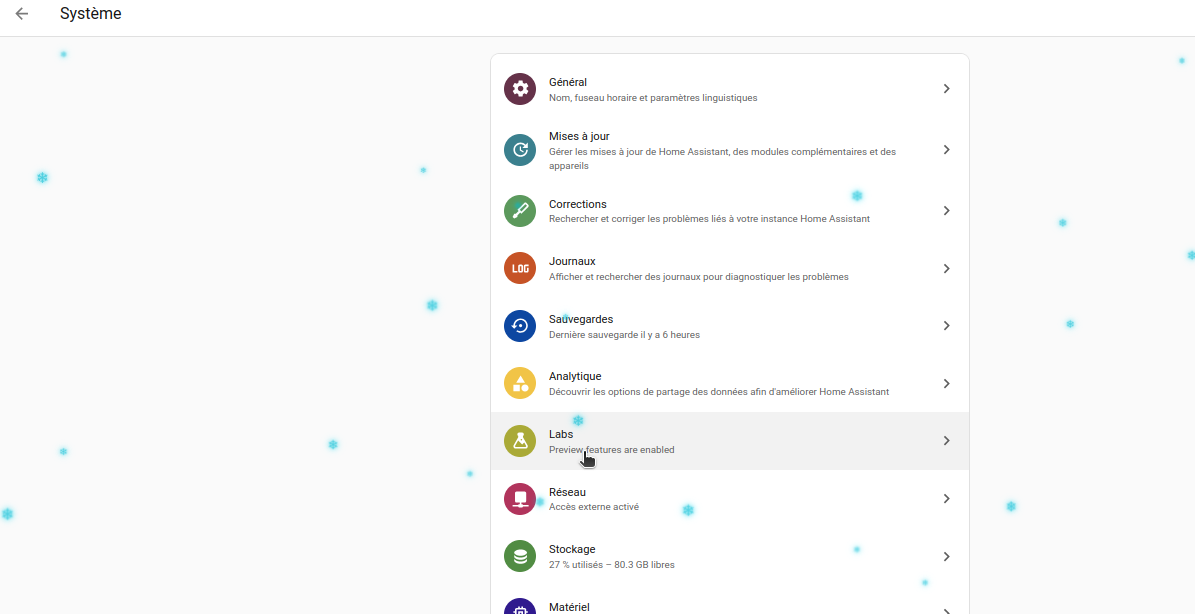 Système
Général
Nom, fuseau horaire et paramètres linguistiques
Mises à jour
Gérer les mises à jour de Home Assistant, des modules complémentaires et des
appareils
Corrections
Rechercher et corriger les problèmes liés à votre instance Home Assistant
LOG
Journaux
Afficher et rechercher des journaux pour diagnostiquer les problèmes
Sauvegardes
Dernière sauvegarde il y a 6 heures
Analytique
Découvrir les options de partage des données afin d'améliorer Home Assistant
Labs
Preview features are enabled
Réseau
Accès externe activé
Stockage
27 % utilisés – 80.3 GB libres
Matériel